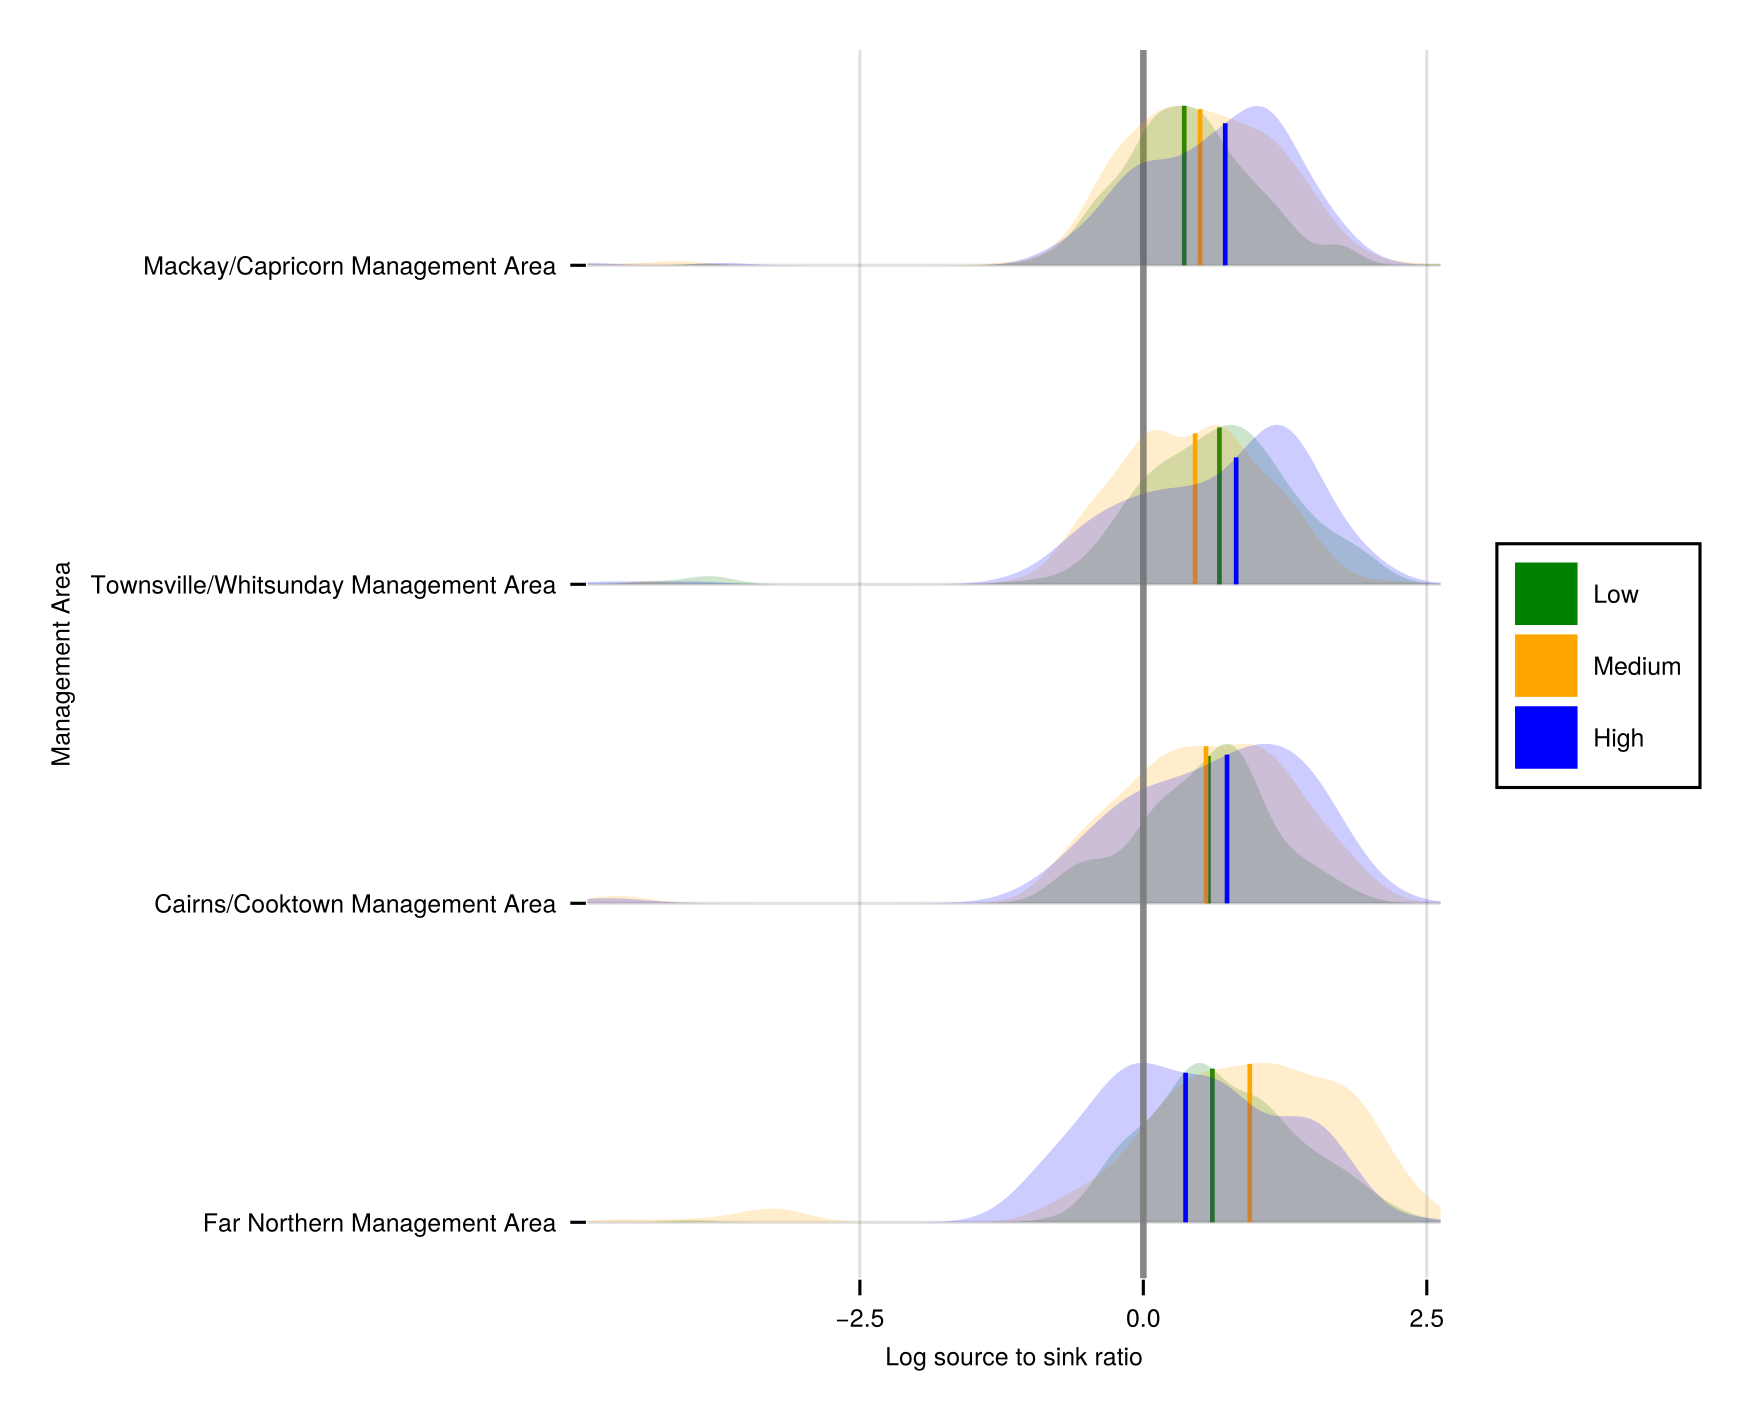 Mackay/Capricorn Management Area
Townsville/Whitsunday Management Area
Cairns/Cooktown Management Area
Far Northern Management Area
Management Area
−2.5
0.0
2.5
Log source to sink ratio
Low
Medium
High